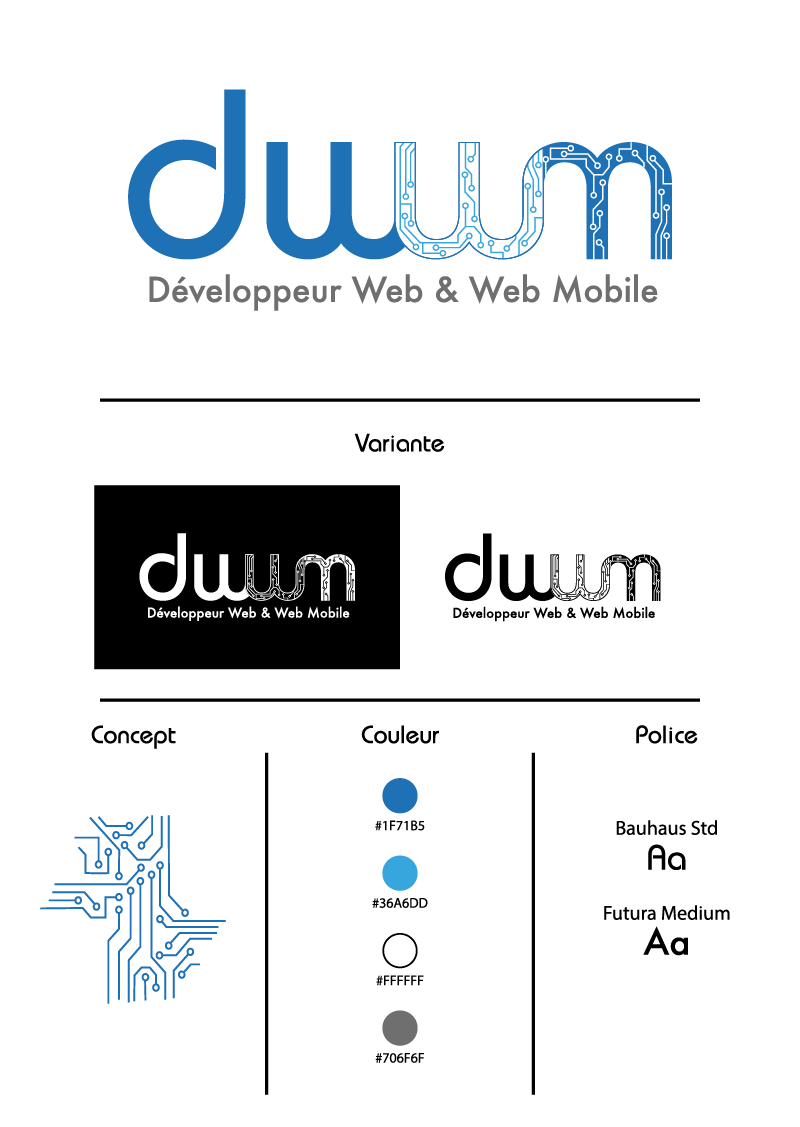 dwwm
Développeur Web & Web Mobile
Variante
dwwm
Développeur Web & Web Mobile
dwwm
Développeur Web & Web Mobile
Concept
Couleur
#1F71B5
#36A6DD
#FFFFFF
#706F6F
Police
Bauhaus Std
Aa
Futura Medium
Aa